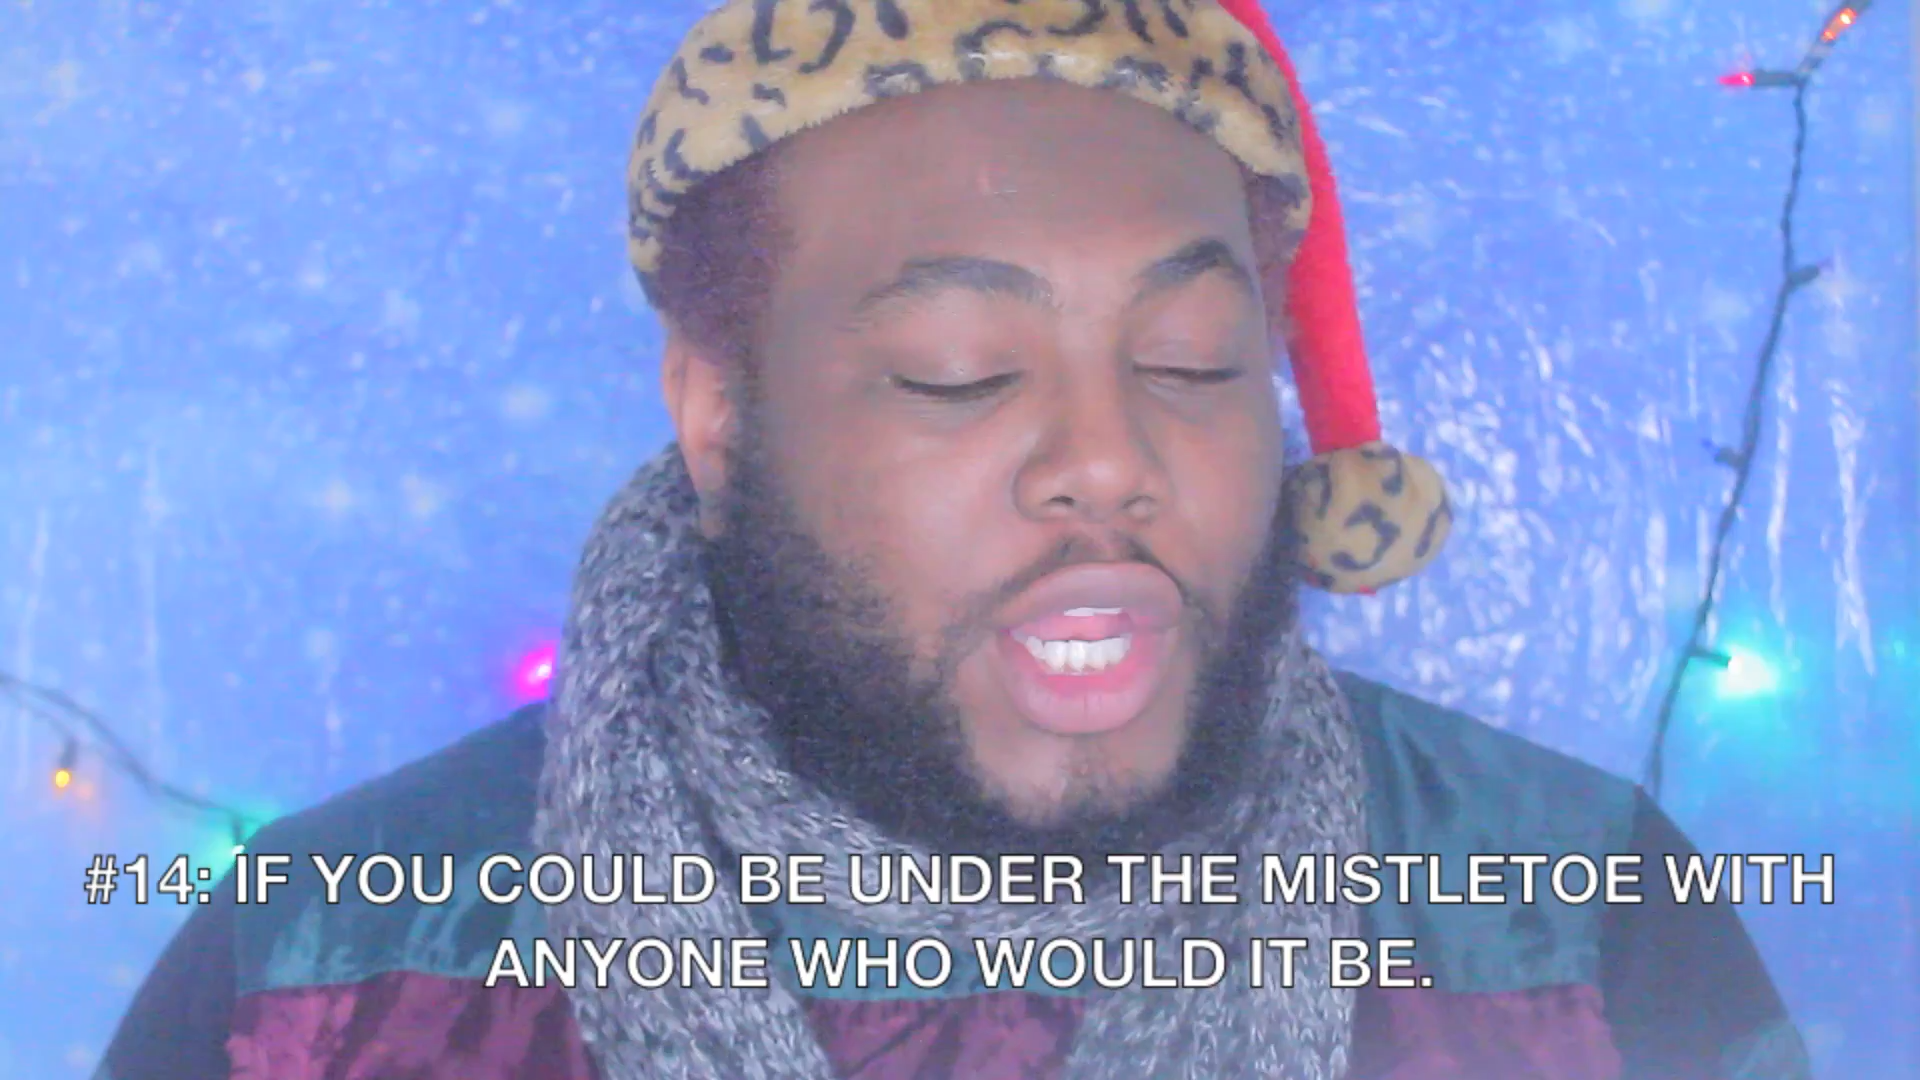 #14: IF YOU COULD BE UNDER THE MISTLETOE WITH
ANYONE WHO WOULD IT BE.